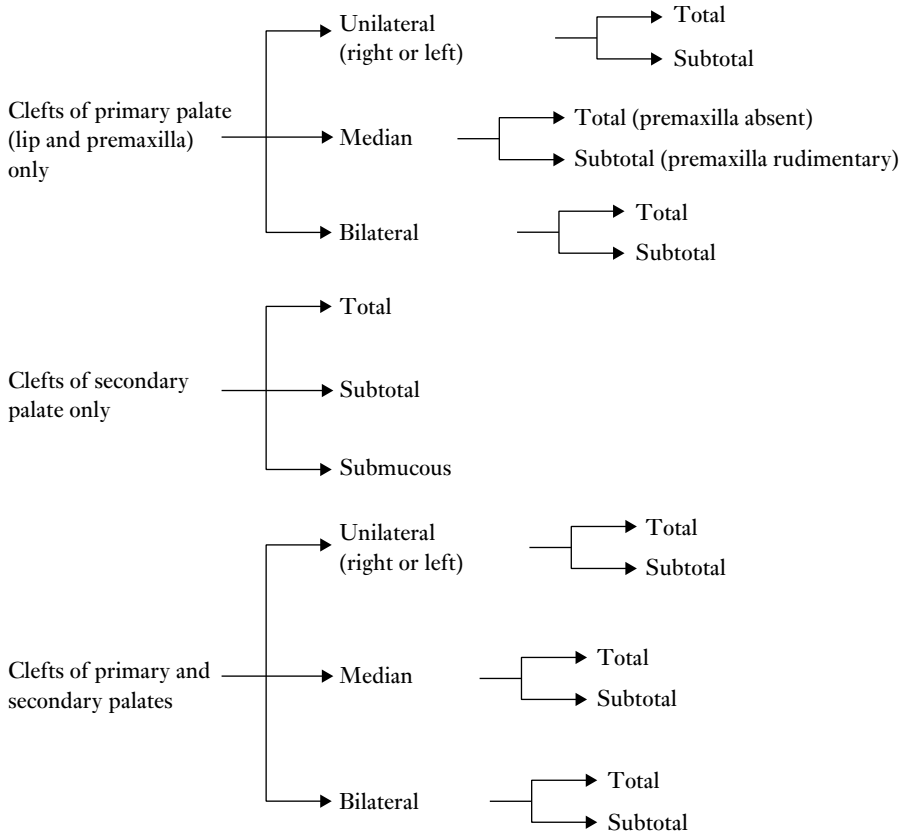 Clefts of primary palate
(lip and premaxilla)
only
Unilateral
(right or left)
Total
Subtotal
Median
Total (premaxilla absent)
Subtotal (premaxilla rudimentary)
Bilateral
Total
Subtotal
Clefts of secondary
palate only
Total
Subtotal
Submucous
Clefts of primary and
secondary palates
Unilateral
(right or left)
Total
Subtotal
Median
Total
Subtotal
Bilateral
Total
Subtotal